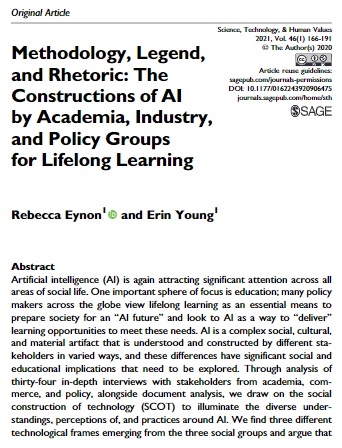 Original Article
Science, Technology, & Human Values
2021, Vol. 46(1) 166-191
© The Author(s) 2020
Article reuse guidelines:
sagepub.com/journals-permissions
DOI: 10.1177/0162243920906475
journals.sagepub.com/home/sth
SAGE
Methodology, Legend,
and Rhetoric: The
Constructions of AI
by Academia, Industry,
and Policy Groups
for Lifelong Learning
Rebecca Eynon1 and Erin Young1
Abstract
Artificial intelligence (AI) is again attracting significant attention across all
areas of social life. One important sphere of focus is education; many policy
makers across the globe view lifelong learning as an essential means to
prepare society for an “AI future” and look to AI as a way to “deliver”
learning opportunities to meet these needs. AI is a complex social, cultural,
and material artifact that is understood and constructed by different sta-
keholders in varied ways, and these differences have significant social and
educational implications that need to be explored. Through analysis of
thirty-four in-depth interviews with stakeholders from academia, com-
merce, and policy, alongside document analysis, we draw on the social
construction of technology (SCOT) to illuminate the diverse under-
standings, perceptions of, and practices around AI. We find three different
technological frames emerging from the three social groups and argue that